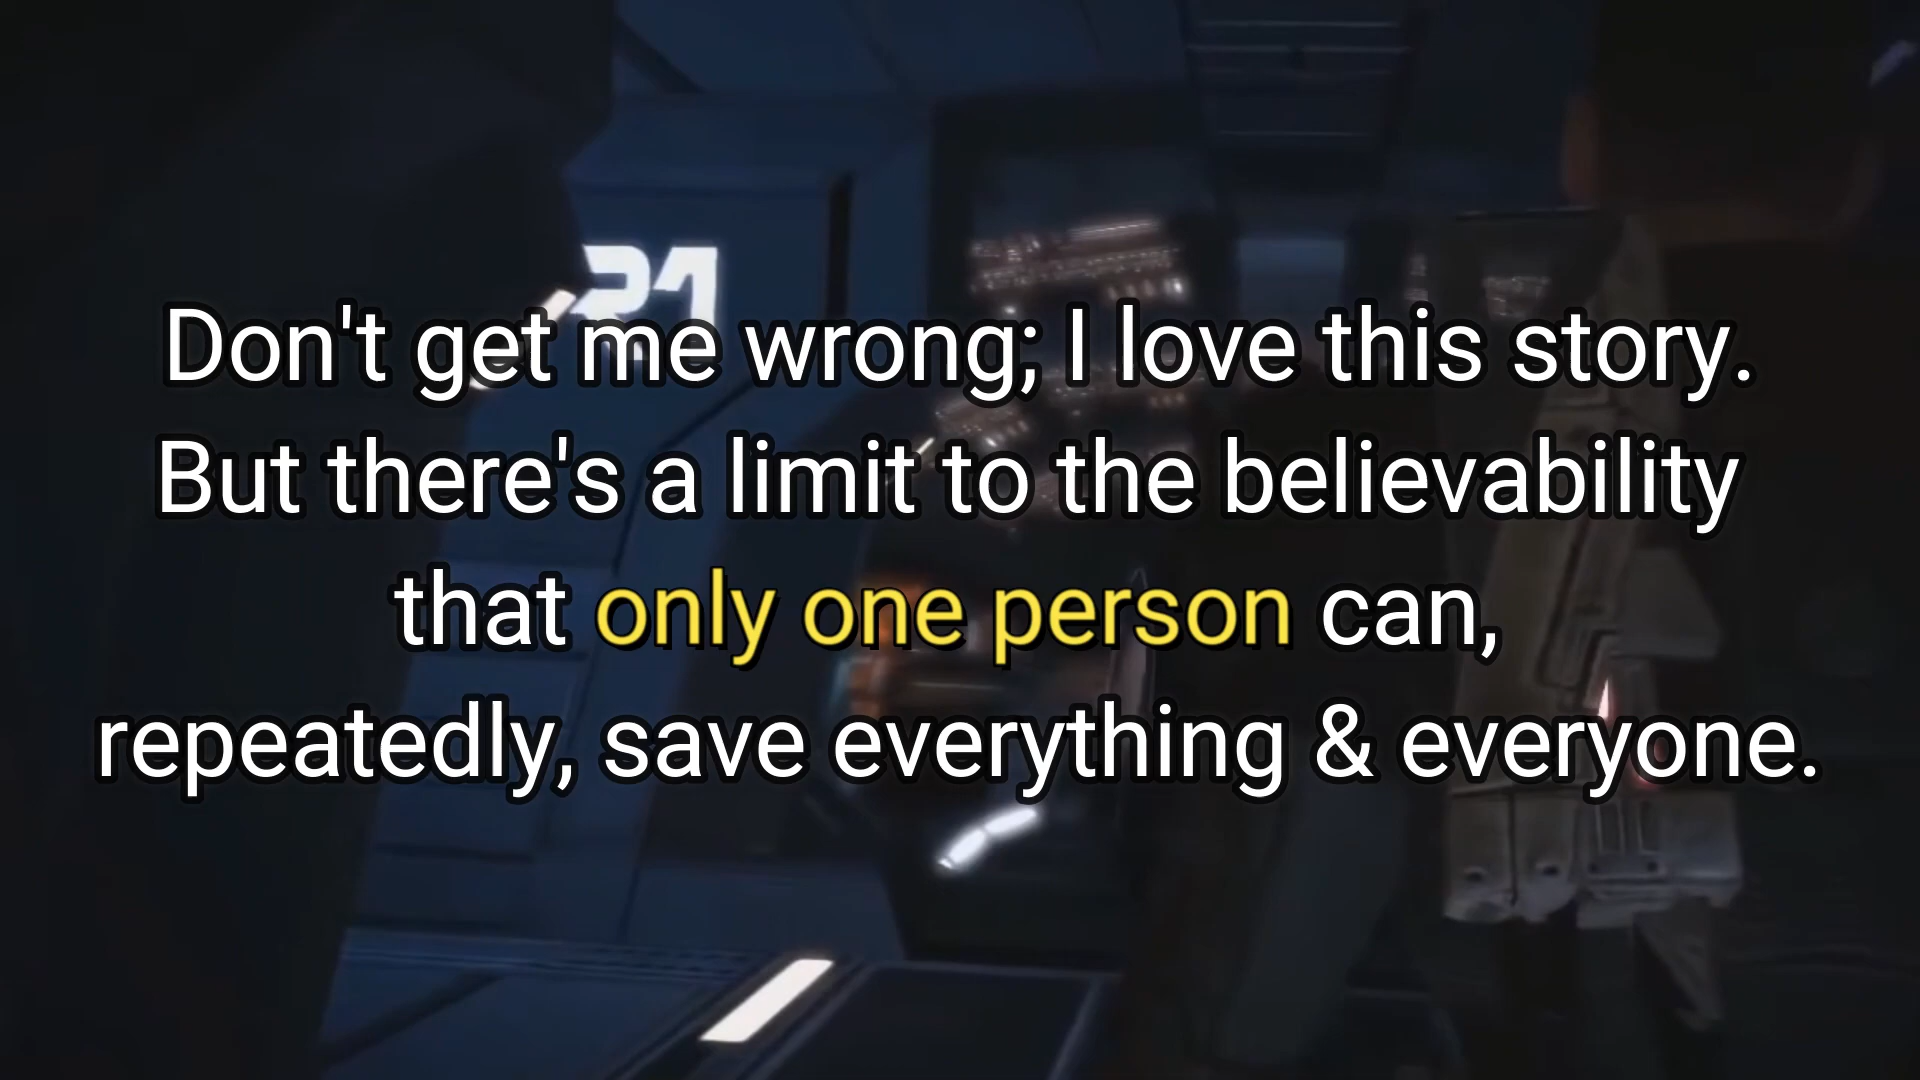 21
Don't get me wrong; I love this story.
But there's a limit to the believability
that only one person can,
repeatedly, save everything & everyone.